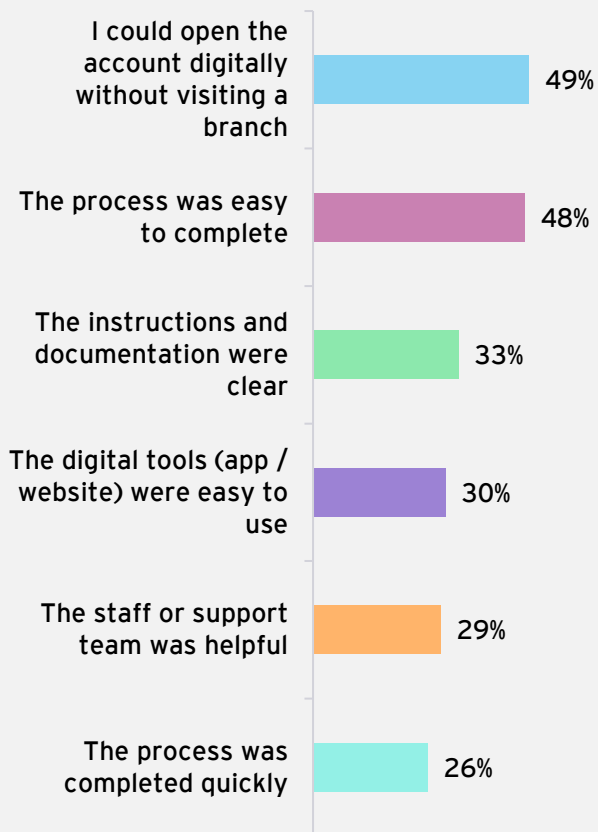 I could open the
account digitally
without visiting a
branch
49%
The process was easy
to complete
48%
The instructions and
documentation were
clear
33%
The digital tools (app /
website) were easy to
use
30%
The staff or support
team was helpful
29%
The process was
completed quickly
26%